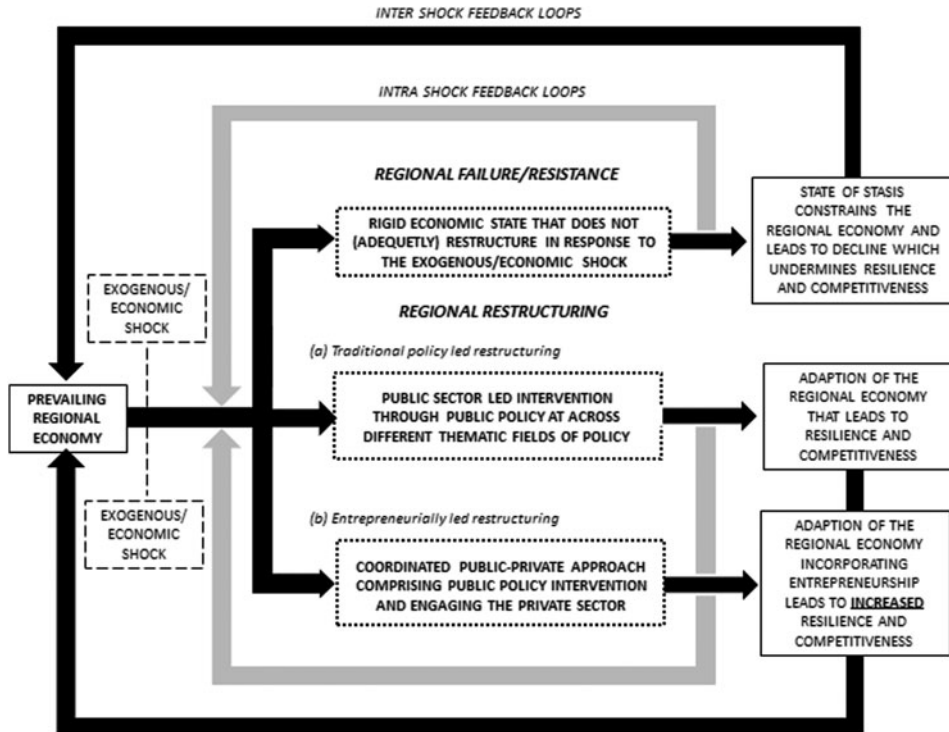 INTER SHOCK FEEDBACK LOOPS
INTRA SHOCK FEEDBACK LOOPS
REGIONAL FAILURE/RESISTANCE
RIGID ECONOMIC STATE THAT DOES NOT
(ADEQUETLY) RESTRUCTURE IN RESPONSE TO
THE EXOGENOUS/ECONOMIC SHOCK
STATE OF STASIS
CONSTRAINS THE
REGIONAL ECONOMY AND
LEADS TO DECLINE WHICH
UNDERMINES RESILIENCE
AND COMPETITIVENESS
EXOGENOUS/
ECONOMIC
SHOCK
REGIONAL RESTRUCTURING
(a) Traditional policy led restructuring
PREVAILING
REGIONAL
ECONOMY
PUBLIC SECTOR LED INTERVENTION
THROUGH PUBLIC POLICY AT ACROSS
DIFFERENT THEMATIC FIELDS OF POLICY
ADAPTION OF THE
REGIONAL ECONOMY
THAT LEADS TO
RESILIENCE AND
COMPETITIVENESS
EXOGENOUS/
ECONOMIC
SHOCK
(b) Entrepreneurially led restructuring
COORDINATED PUBLIC-PRIVATE APPROACH
COMPRISING PUBLIC POLICY INTERVENTION
AND ENGAGING THE PRIVATE SECTOR
ADAPTION OF THE
REGIONAL ECONOMY
INCORPORATING
ENTREPRENEURSHIP
LEADS TO INCREASED
RESILIENCE AND
COMPETITIVENESS